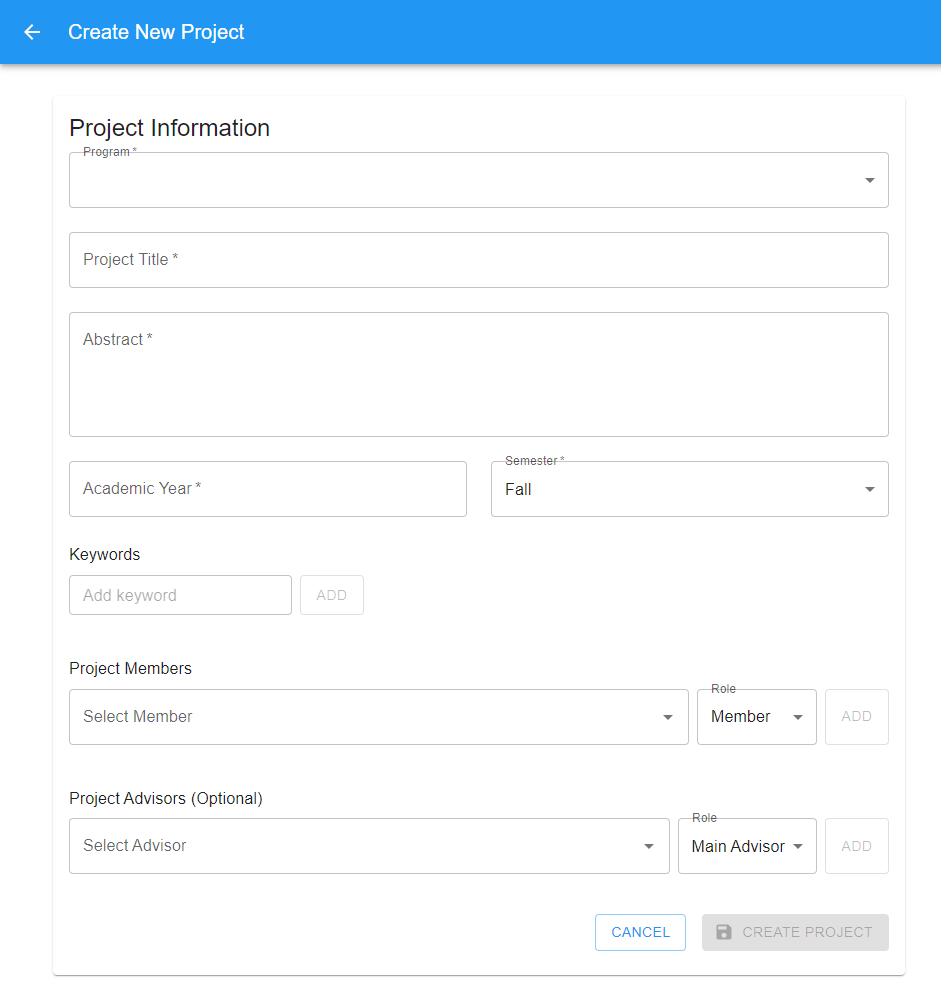 Create New Project
Project Information
Program *
Project Title *
Abstract *
Academic Year *
Semester *
Fall
Keywords
Add keyword
ADD
Project Members
Select Member
Role
Member
ADD
Project Advisors (Optional)
Select Advisor
Role
Main Advisor
ADD
CANCEL
CREATE PROJECT